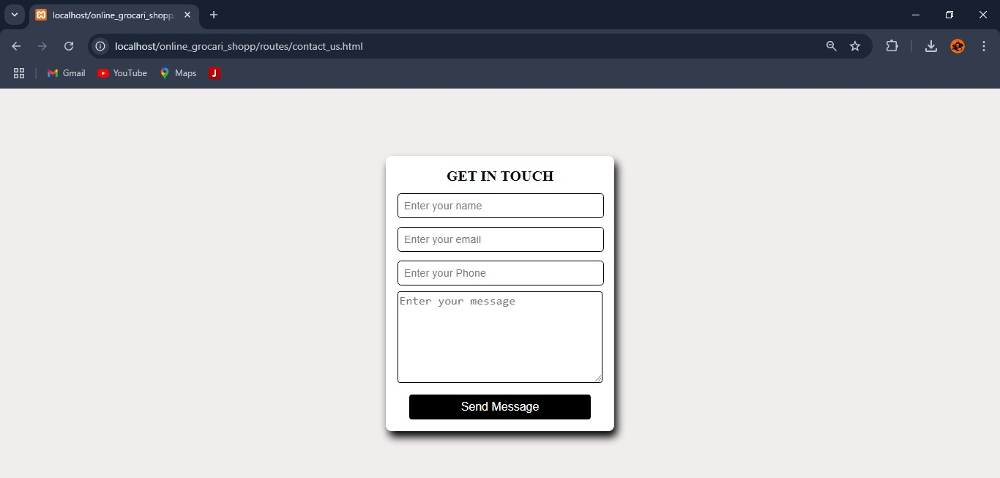 localhost/online_grocari_shopp
localhost/online_grocari_shopp/routes/contact_us.html
Gmail
YouTube
Maps
J
GET IN TOUCH
Enter your name
Enter your email
Enter your Phone
Enter your message
Send Message